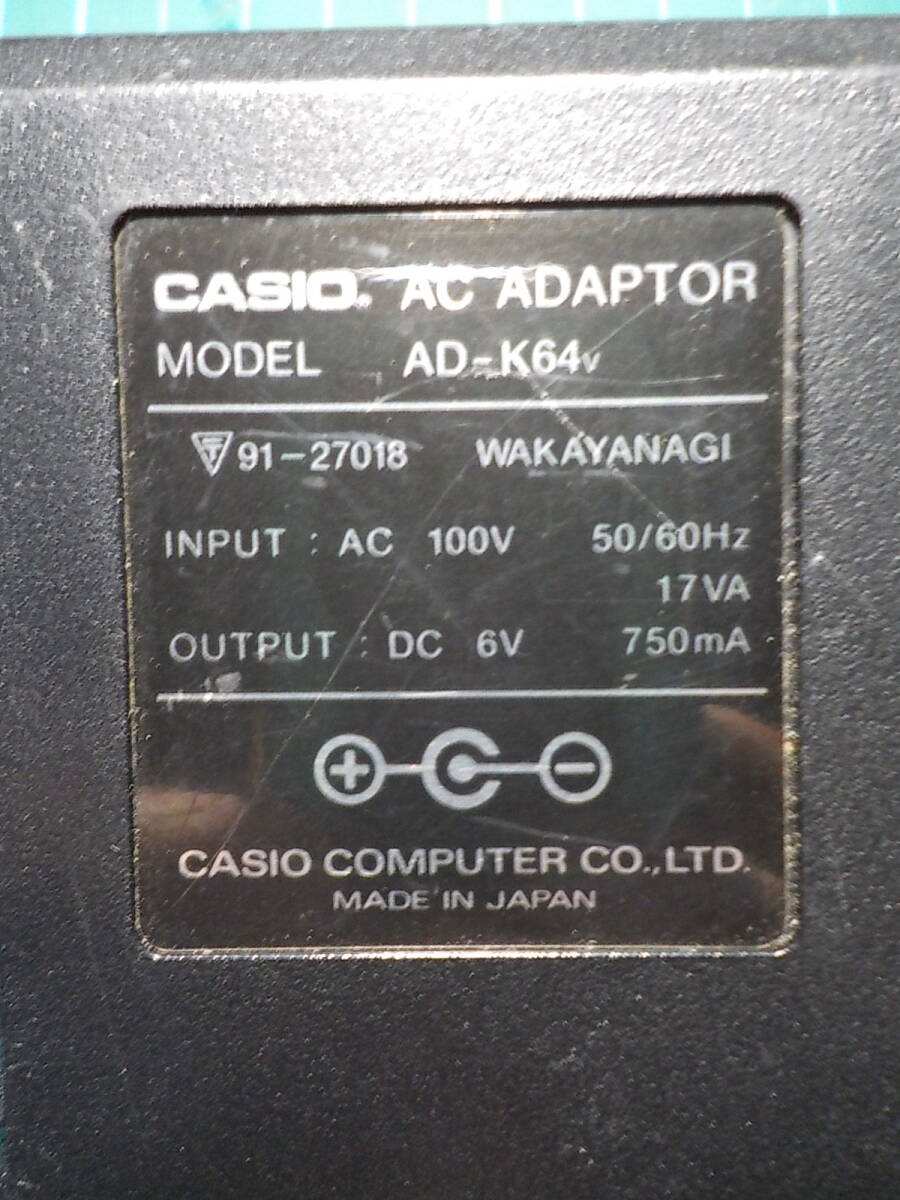 CASIO. AC ADAPTOR
MODEL AD-K64V
T 91-27018 WAKAYANAGI
INPUT : AC 100V 50/60Hz
17VA
OUTPUT : DC 6V 750mA
+ −
CASIO COMPUTER CO.,LTD.
MADE IN JAPAN